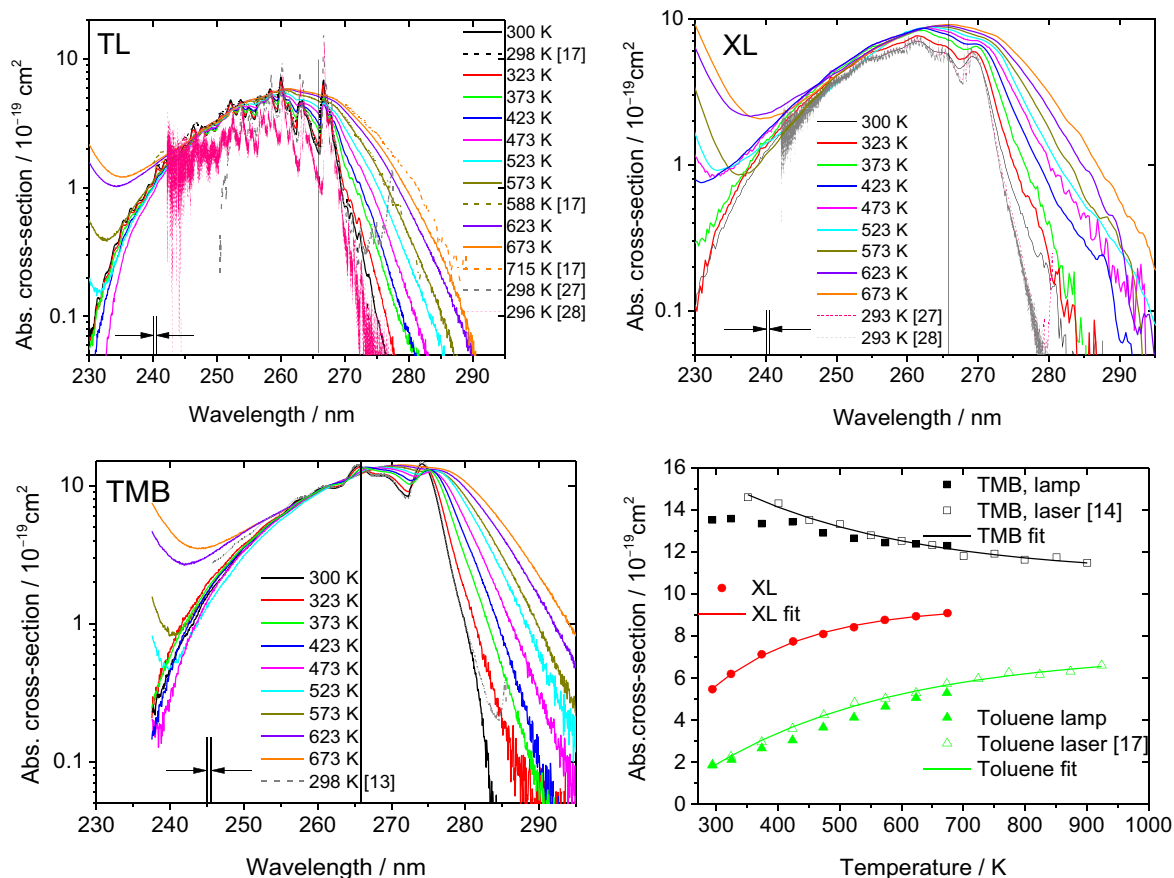 TL
10
1
0.1
Abs. cross-section / 10⁻¹⁹ cm²
230 240 250 260 270 280 290
Wavelength / nm
300 K
298 K [17]
323 K
373 K
423 K
473 K
523 K
573 K
588 K [17]
623 K
673 K
715 K [17]
298 K [27]
296 K [28]
XL
10
1
0.1
Abs. cross-section / 10⁻¹⁹ cm²
230 240 250 260 270 280 290
Wavelength / nm
300 K
323 K
373 K
423 K
473 K
523 K
573 K
623 K
673 K
293 K [27]
293 K [28]
TMB
10
1
0.1
Abs. cross-section / 10⁻¹⁹ cm²
230 240 250 260 270 280 290
Wavelength / nm
300 K
323 K
373 K
423 K
473 K
523 K
573 K
623 K
673 K
298 K [13]
16
14
12
10
8
6
4
2
0
Abs.cross-section / 10⁻¹⁹ cm²
300 400 500 600 700 800 900 1000
Temperature / K
TMB, lamp
TMB, laser [14]
TMB fit
XL
XL fit
Toluene lamp
Toluene laser [17]
Toluene fit